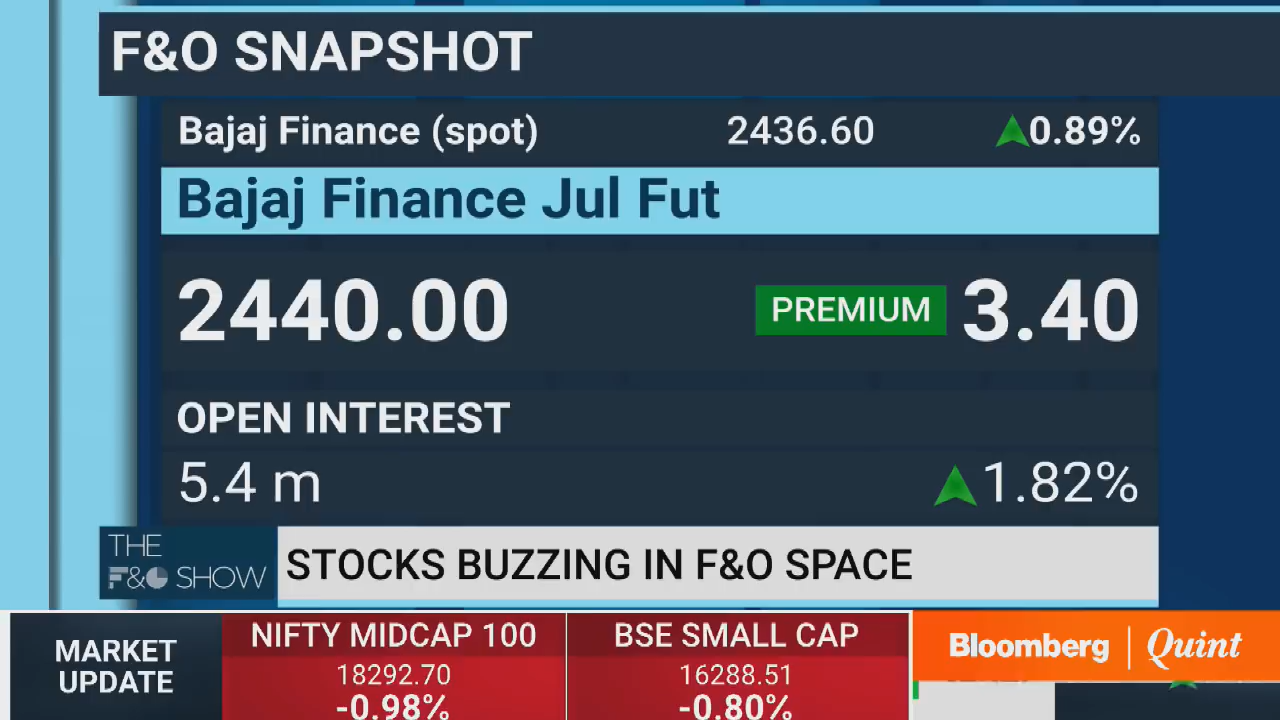 F&O SNAPSHOT
Bajaj Finance (spot) 2436.60 0.89%
Bajaj Finance Jul Fut
2440.00 PREMIUM 3.40
OPEN INTEREST
5.4 m 1.82%
THE
F&O SHOW
STOCKS BUZZING IN F&O SPACE
MARKET
UPDATE
NIFTY MIDCAP 100
18292.70
-0.98%
BSE SMALL CAP
16288.51
-0.80%
Bloomberg | Quint